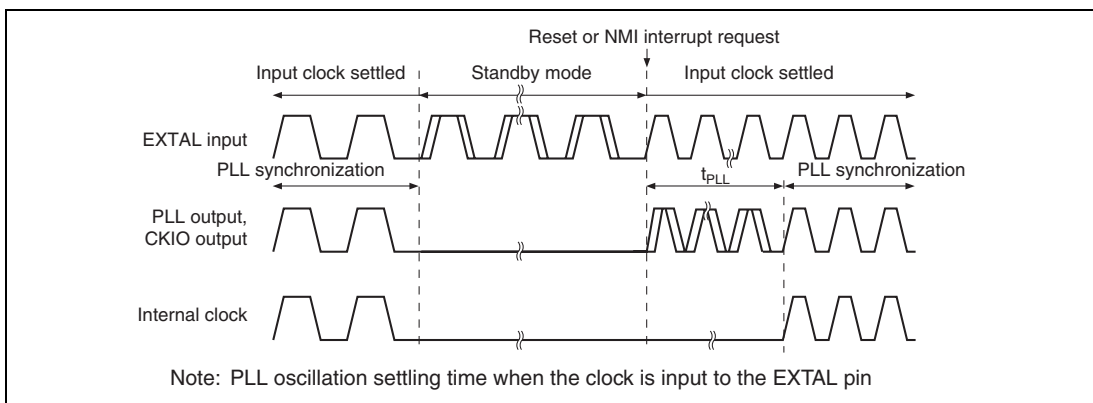 Reset or NMI interrupt request
Input clock settled
Standby mode
Input clock settled
EXTAL input
PLL synchronization
tPLL
PLL synchronization
PLL output,
CKIO output
Internal clock
Note: PLL oscillation settling time when the clock is input to the EXTAL pin